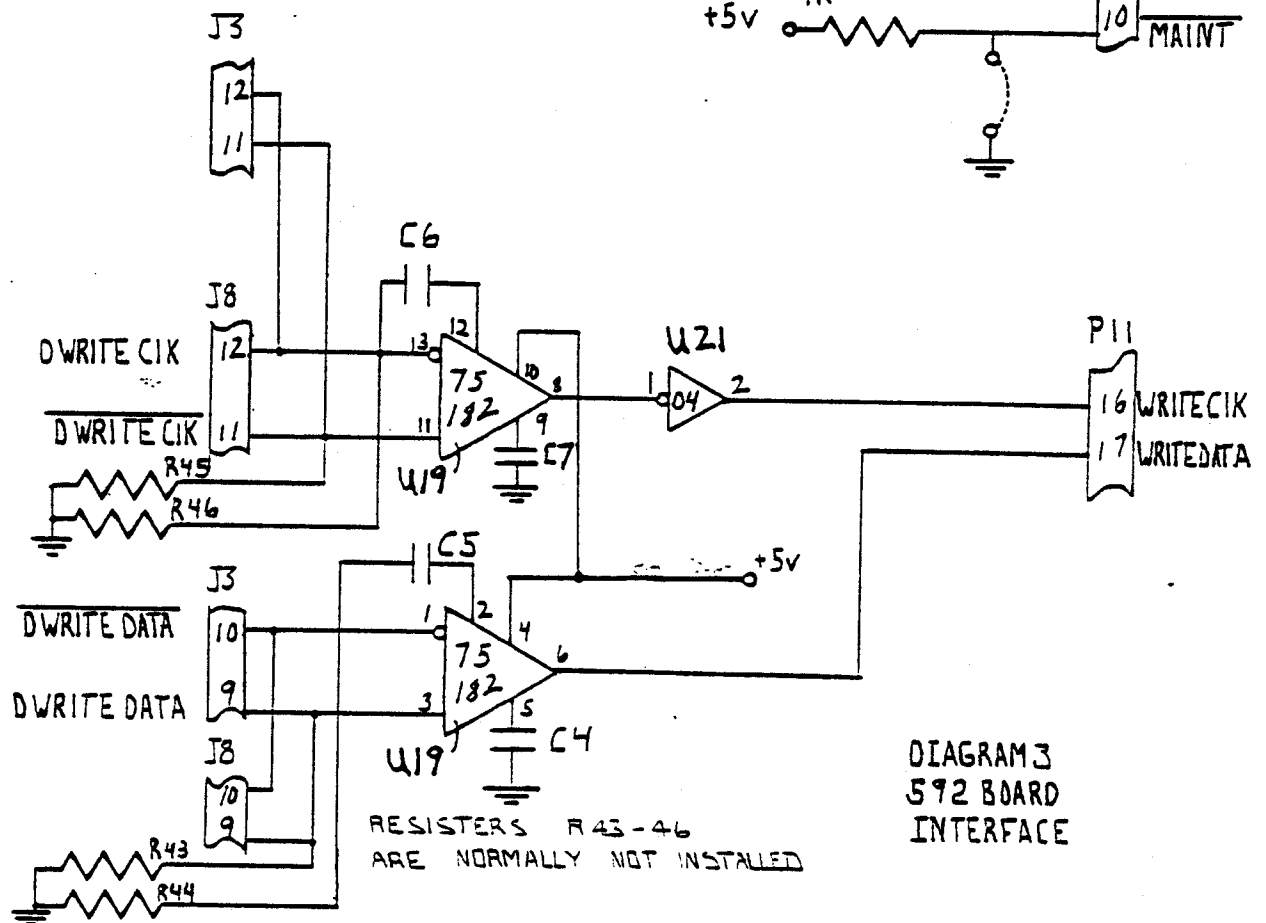 +5v
10
MAINT
J3
12
11
C6
J8
DWRITE CIK
12
13
12
75
182
10
8
9
U21
1
04
2
P11
16 WRITECIK
17 WRITEDATA
DWRITE CIK
11
11
U19
C7
R45
R46
C5
+5v
J3
DWRITE DATA
10
1
2
4
75
182
6
DWRITE DATA
9
3
5
U19
C4
J8
10
9
R43
R44
RESISTERS R43-46
ARE NORMALLY NOT INSTALLED
DIAGRAM 3
592 BOARD
INTERFACE